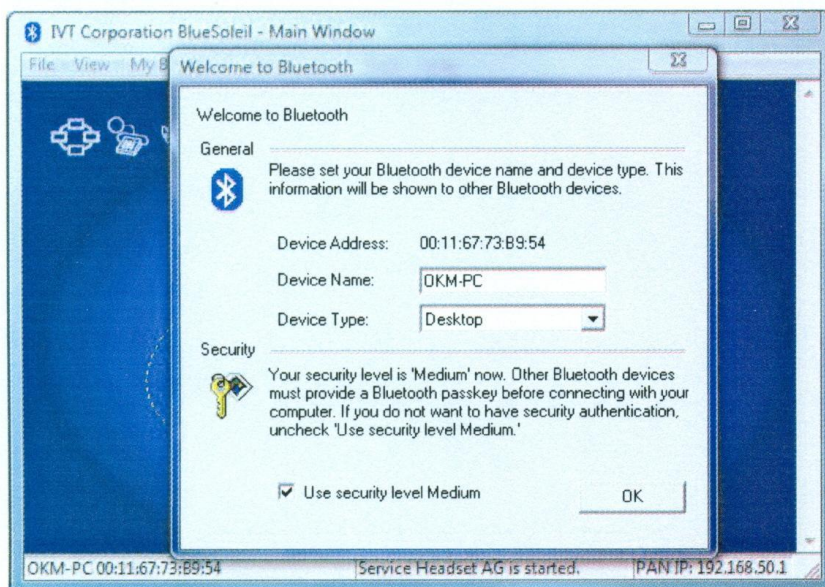 IVT Corporation BlueSoleil - Main Window
File View My B
Welcome to Bluetooth
Welcome to Bluetooth
General
Please set your Bluetooth device name and device type. This
information will be shown to other Bluetooth devices.
Device Address: 00:11:67:73:B9:54
Device Name: OKM-PC
Device Type: Desktop
Security
Your security level is 'Medium' now. Other Bluetooth devices
must provide a Bluetooth passkey before connecting with your
computer. If you do not want to have security authentication,
uncheck 'Use security level Medium.'
Use security level Medium
OK
OKM-PC 00:11:67:73:B9:54 Service Headset AG is started. PAN IP: 192.168.50.1